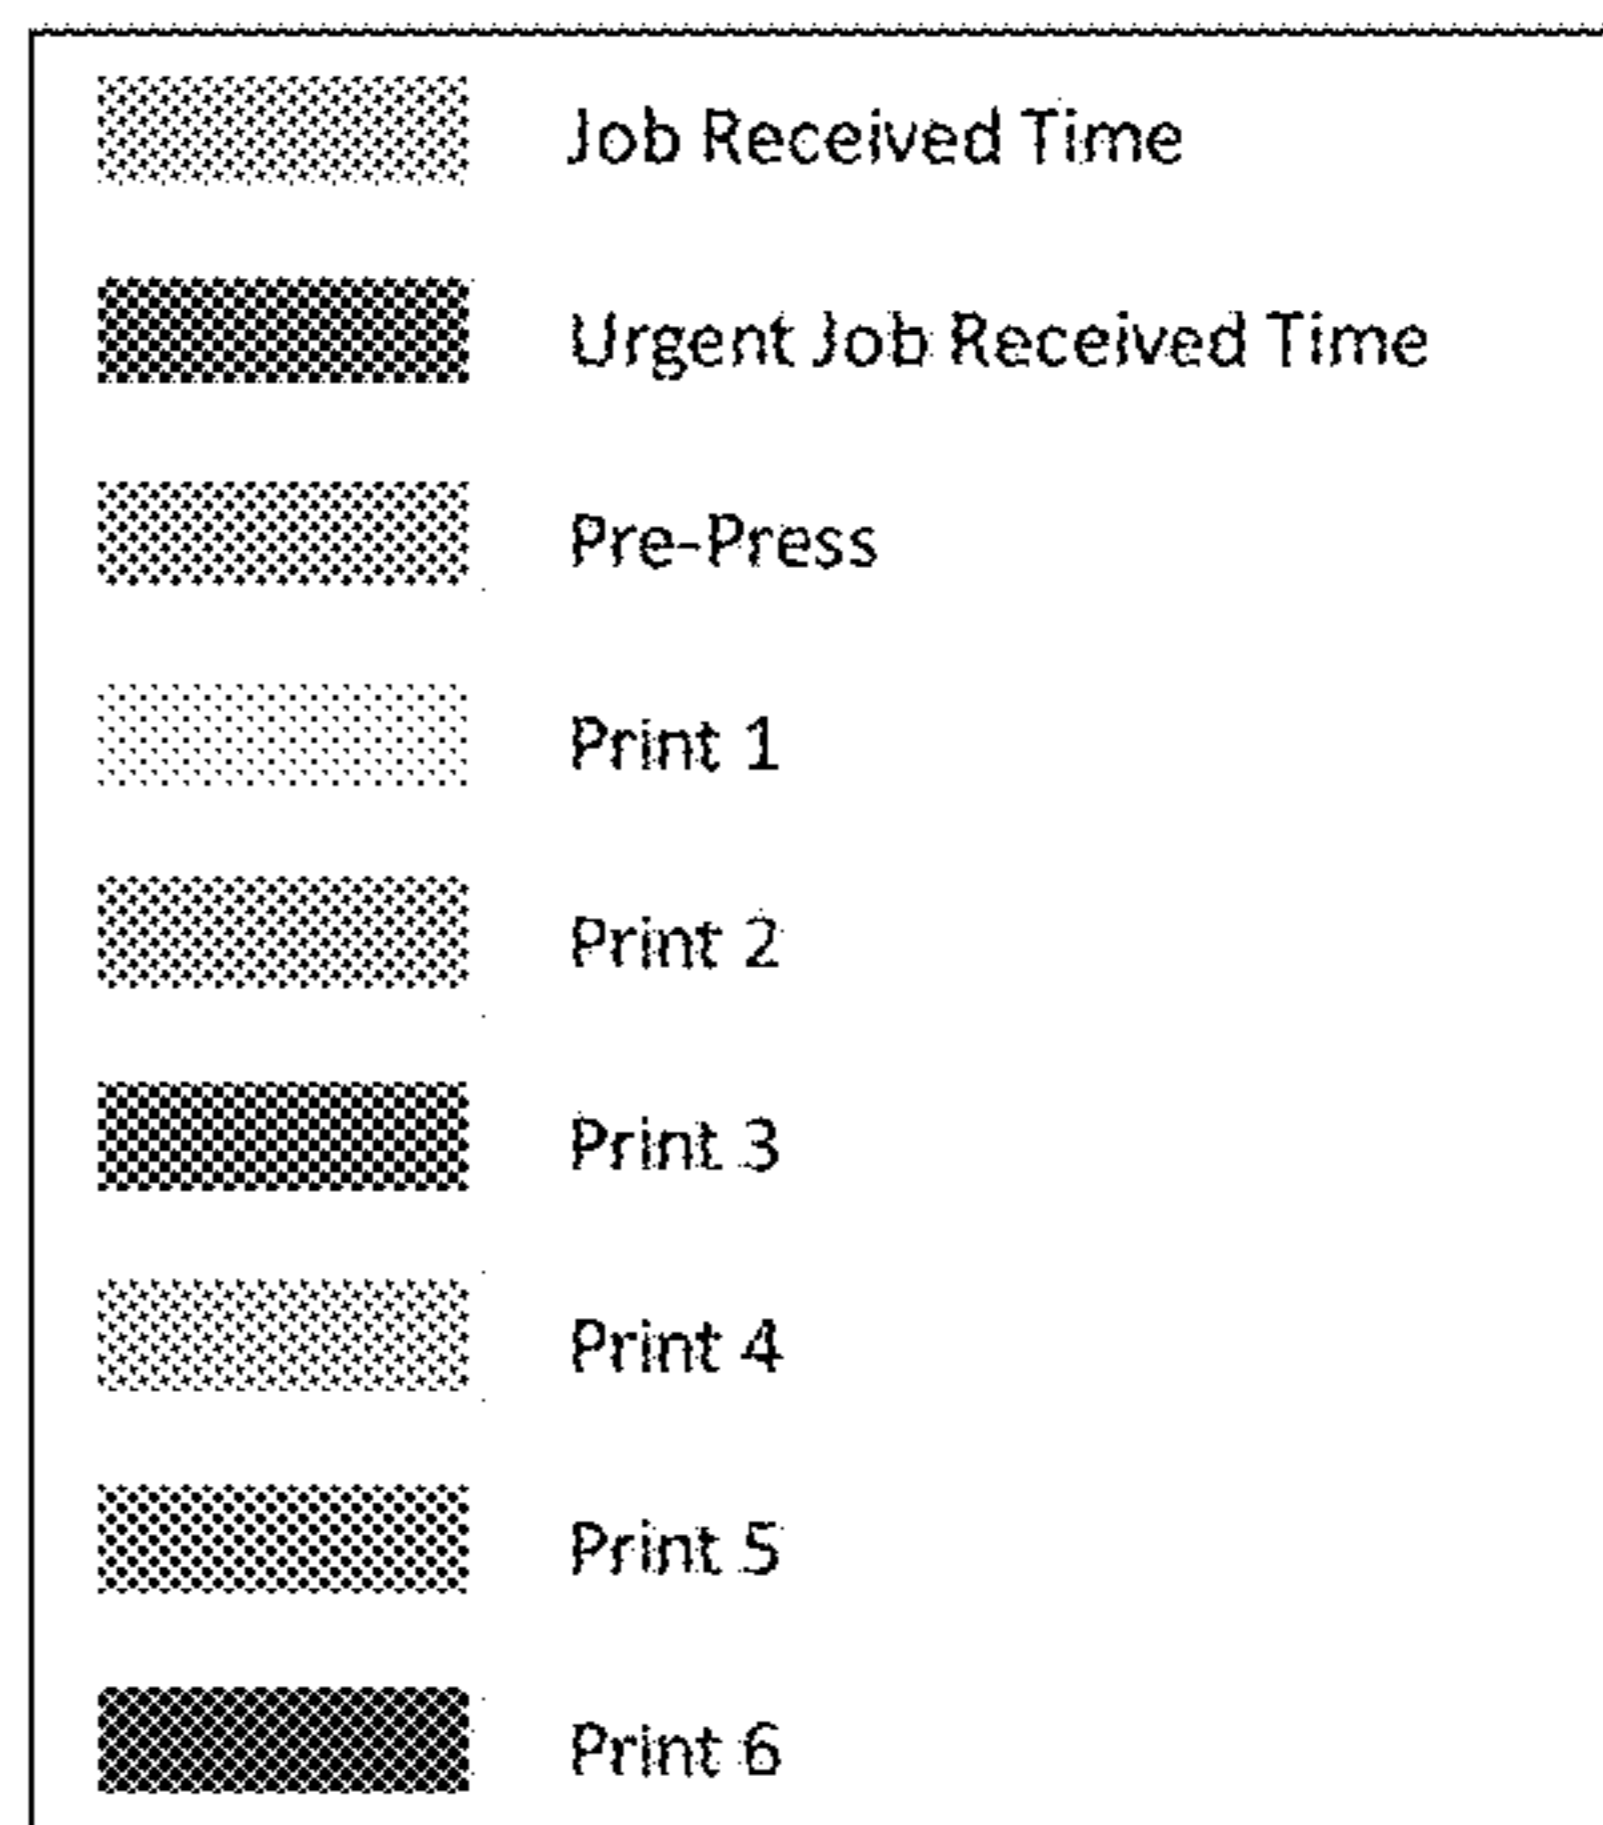 Job Received Time
Urgent Job Received Time
Pre-Press
Print 1
Print 2
Print 3
Print 4
Print 5
Print 6